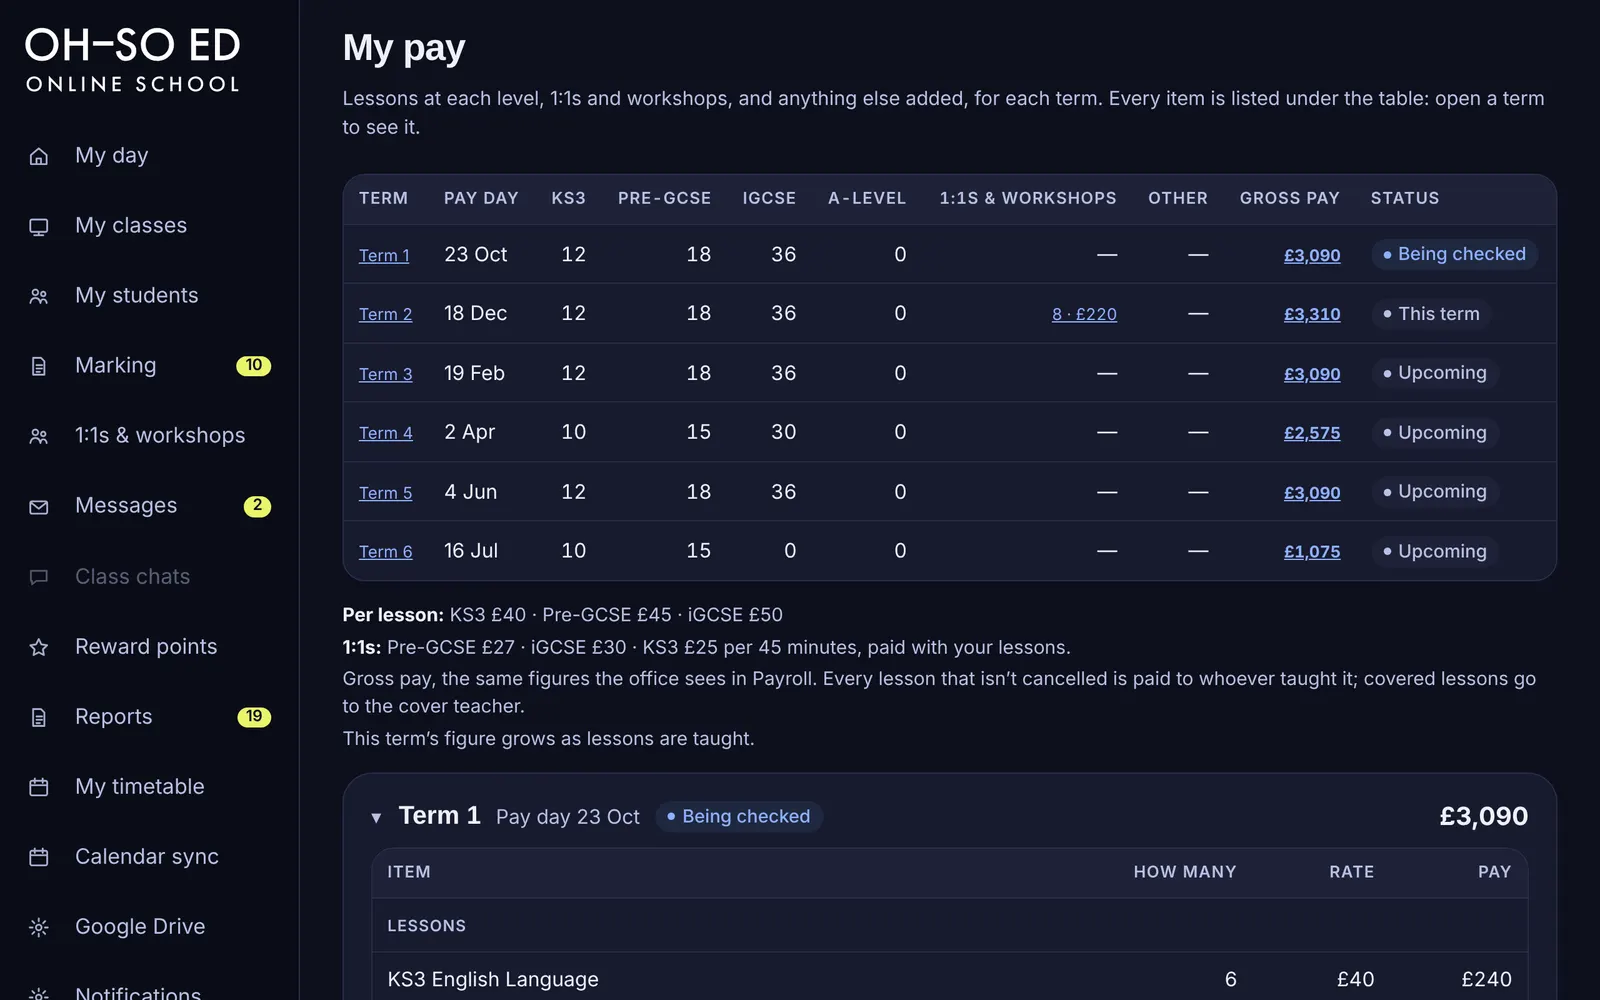 OH-SO ED
ONLINE SCHOOL
My day
My classes
My students
Marking 10
1:1s & workshops
Messages 2
Class chats
Reward points
Reports 19
My timetable
Calendar sync
Google Drive
Notifications
My pay
Lessons at each level, 1:1s and workshops, and anything else added, for each term. Every item is listed under the table: open a term
to see it.
TERM PAY DAY KS3 PRE-GCSE IGCSE A-LEVEL 1:1S & WORKSHOPS OTHER GROSS PAY STATUS
Term 1 23 Oct 12 18 36 0 — — £3,090 Being checked
Term 2 18 Dec 12 18 36 0 8 · £220 — £3,310 This term
Term 3 19 Feb 12 18 36 0 — — £3,090 Upcoming
Term 4 2 Apr 10 15 30 0 — — £2,575 Upcoming
Term 5 4 Jun 12 18 36 0 — — £3,090 Upcoming
Term 6 16 Jul 10 15 0 0 — — £1,075 Upcoming
Per lesson: KS3 £40 · Pre-GCSE £45 · iGCSE £50
1:1s: Pre-GCSE £27 · iGCSE £30 · KS3 £25 per 45 minutes, paid with your lessons.
Gross pay, the same figures the office sees in Payroll. Every lesson that isn’t cancelled is paid to whoever taught it; covered lessons go
to the cover teacher.
This term’s figure grows as lessons are taught.
Term 1 Pay day 23 Oct Being checked £3,090
ITEM HOW MANY RATE PAY
LESSONS
KS3 English Language 6 £40 £240